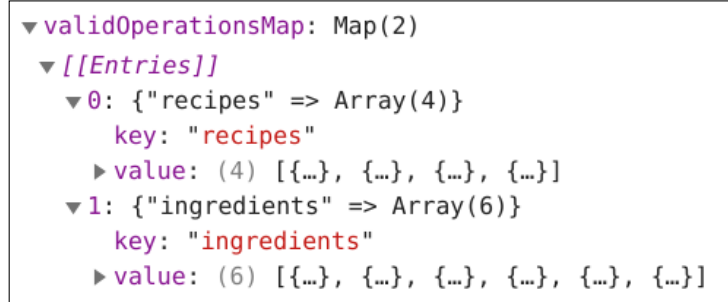 ▼validOperationsMap: Map(2)
▼[[Entries]]
▼0: {"recipes" => Array(4)}
key: "recipes"
▶value: (4) [{…}, {…}, {…}, {…}]
▼1: {"ingredients" => Array(6)}
key: "ingredients"
▶value: (6) [{…}, {…}, {…}, {…}, {…}, {…}]